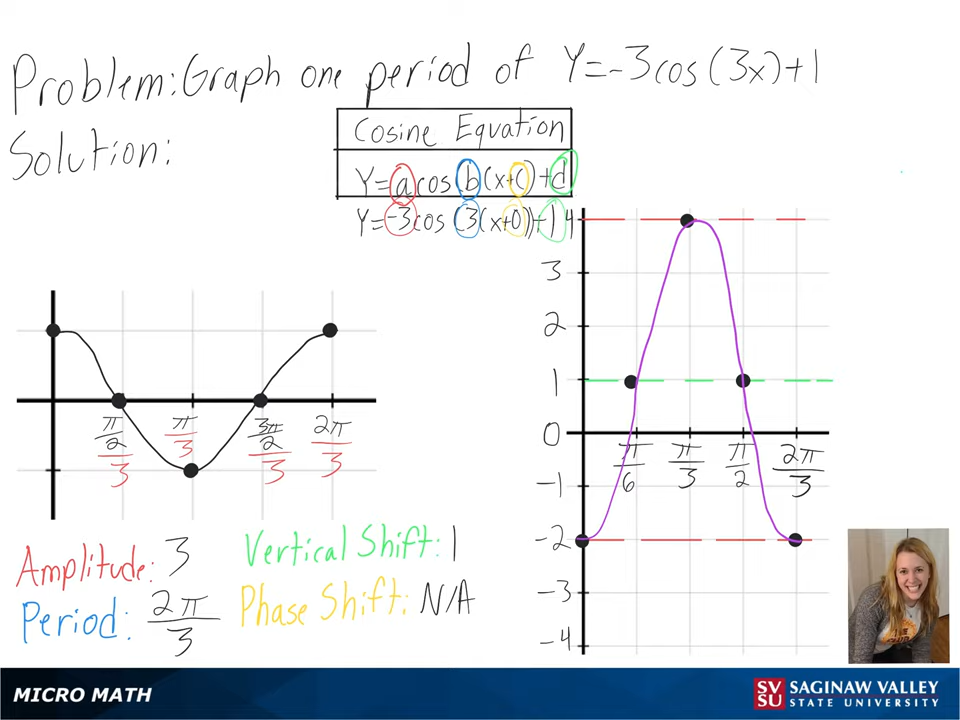 Problem: Graph one period of Y=-3cos(3x)+1
Solution:
Cosine Equation
Y=acos b(x+c)+d
Y=-3cos(3(x+0))+1
4
3
2
1
0
-1
-2
-3
-4
π/6 π/3 π/2 2π/3
π/2/3 π/3 3π/2/3 2π/3
Amplitude: 3
Vertical Shift: 1
Period: 2π/3
Phase Shift: N/A
MICRO MATH
SV
SU
SAGINAW VALLEY
STATE UNIVERSITY